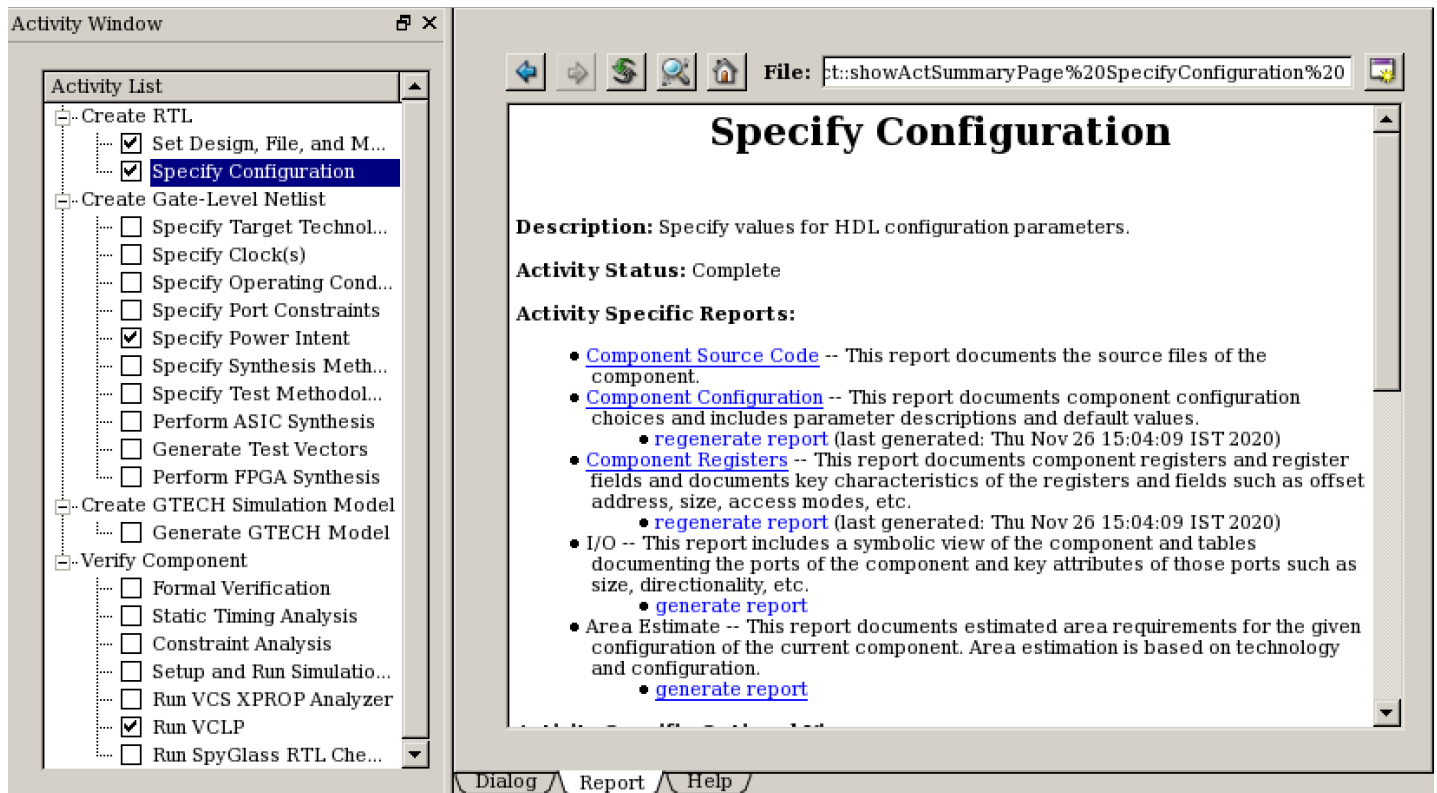 Activity Window
Activity List
Create RTL
Set Design, File, and M...
Specify Configuration
Create Gate-Level Netlist
Specify Target Technol...
Specify Clock(s)
Specify Operating Cond...
Specify Port Constraints
Specify Power Intent
Specify Synthesis Meth...
Specify Test Methodol...
Perform ASIC Synthesis
Generate Test Vectors
Perform FPGA Synthesis
Create GTECH Simulation Model
Generate GTECH Model
Verify Component
Formal Verification
Static Timing Analysis
Constraint Analysis
Setup and Run Simulatio...
Run VCS XPROP Analyzer
Run VCLP
Run SpyGlass RTL Che...
File: ct::showActSummaryPage%20SpecifyConfiguration%20
Specify Configuration
Description: Specify values for HDL configuration parameters.
Activity Status: Complete
Activity Specific Reports:
Component Source Code -- This report documents the source files of the
component.
Component Configuration -- This report documents component configuration
choices and includes parameter descriptions and default values.
regenerate report (last generated: Thu Nov 26 15:04:09 IST 2020)
Component Registers -- This report documents component registers and register
fields and documents key characteristics of the registers and fields such as offset
address, size, access modes, etc.
regenerate report (last generated: Thu Nov 26 15:04:09 IST 2020)
I/O -- This report includes a symbolic view of the component and tables
documenting the ports of the component and key attributes of those ports such as
size, directionality, etc.
generate report
Area Estimate -- This report documents estimated area requirements for the given
configuration of the current component. Area estimation is based on technology
and configuration.
generate report
Dialog Report Help